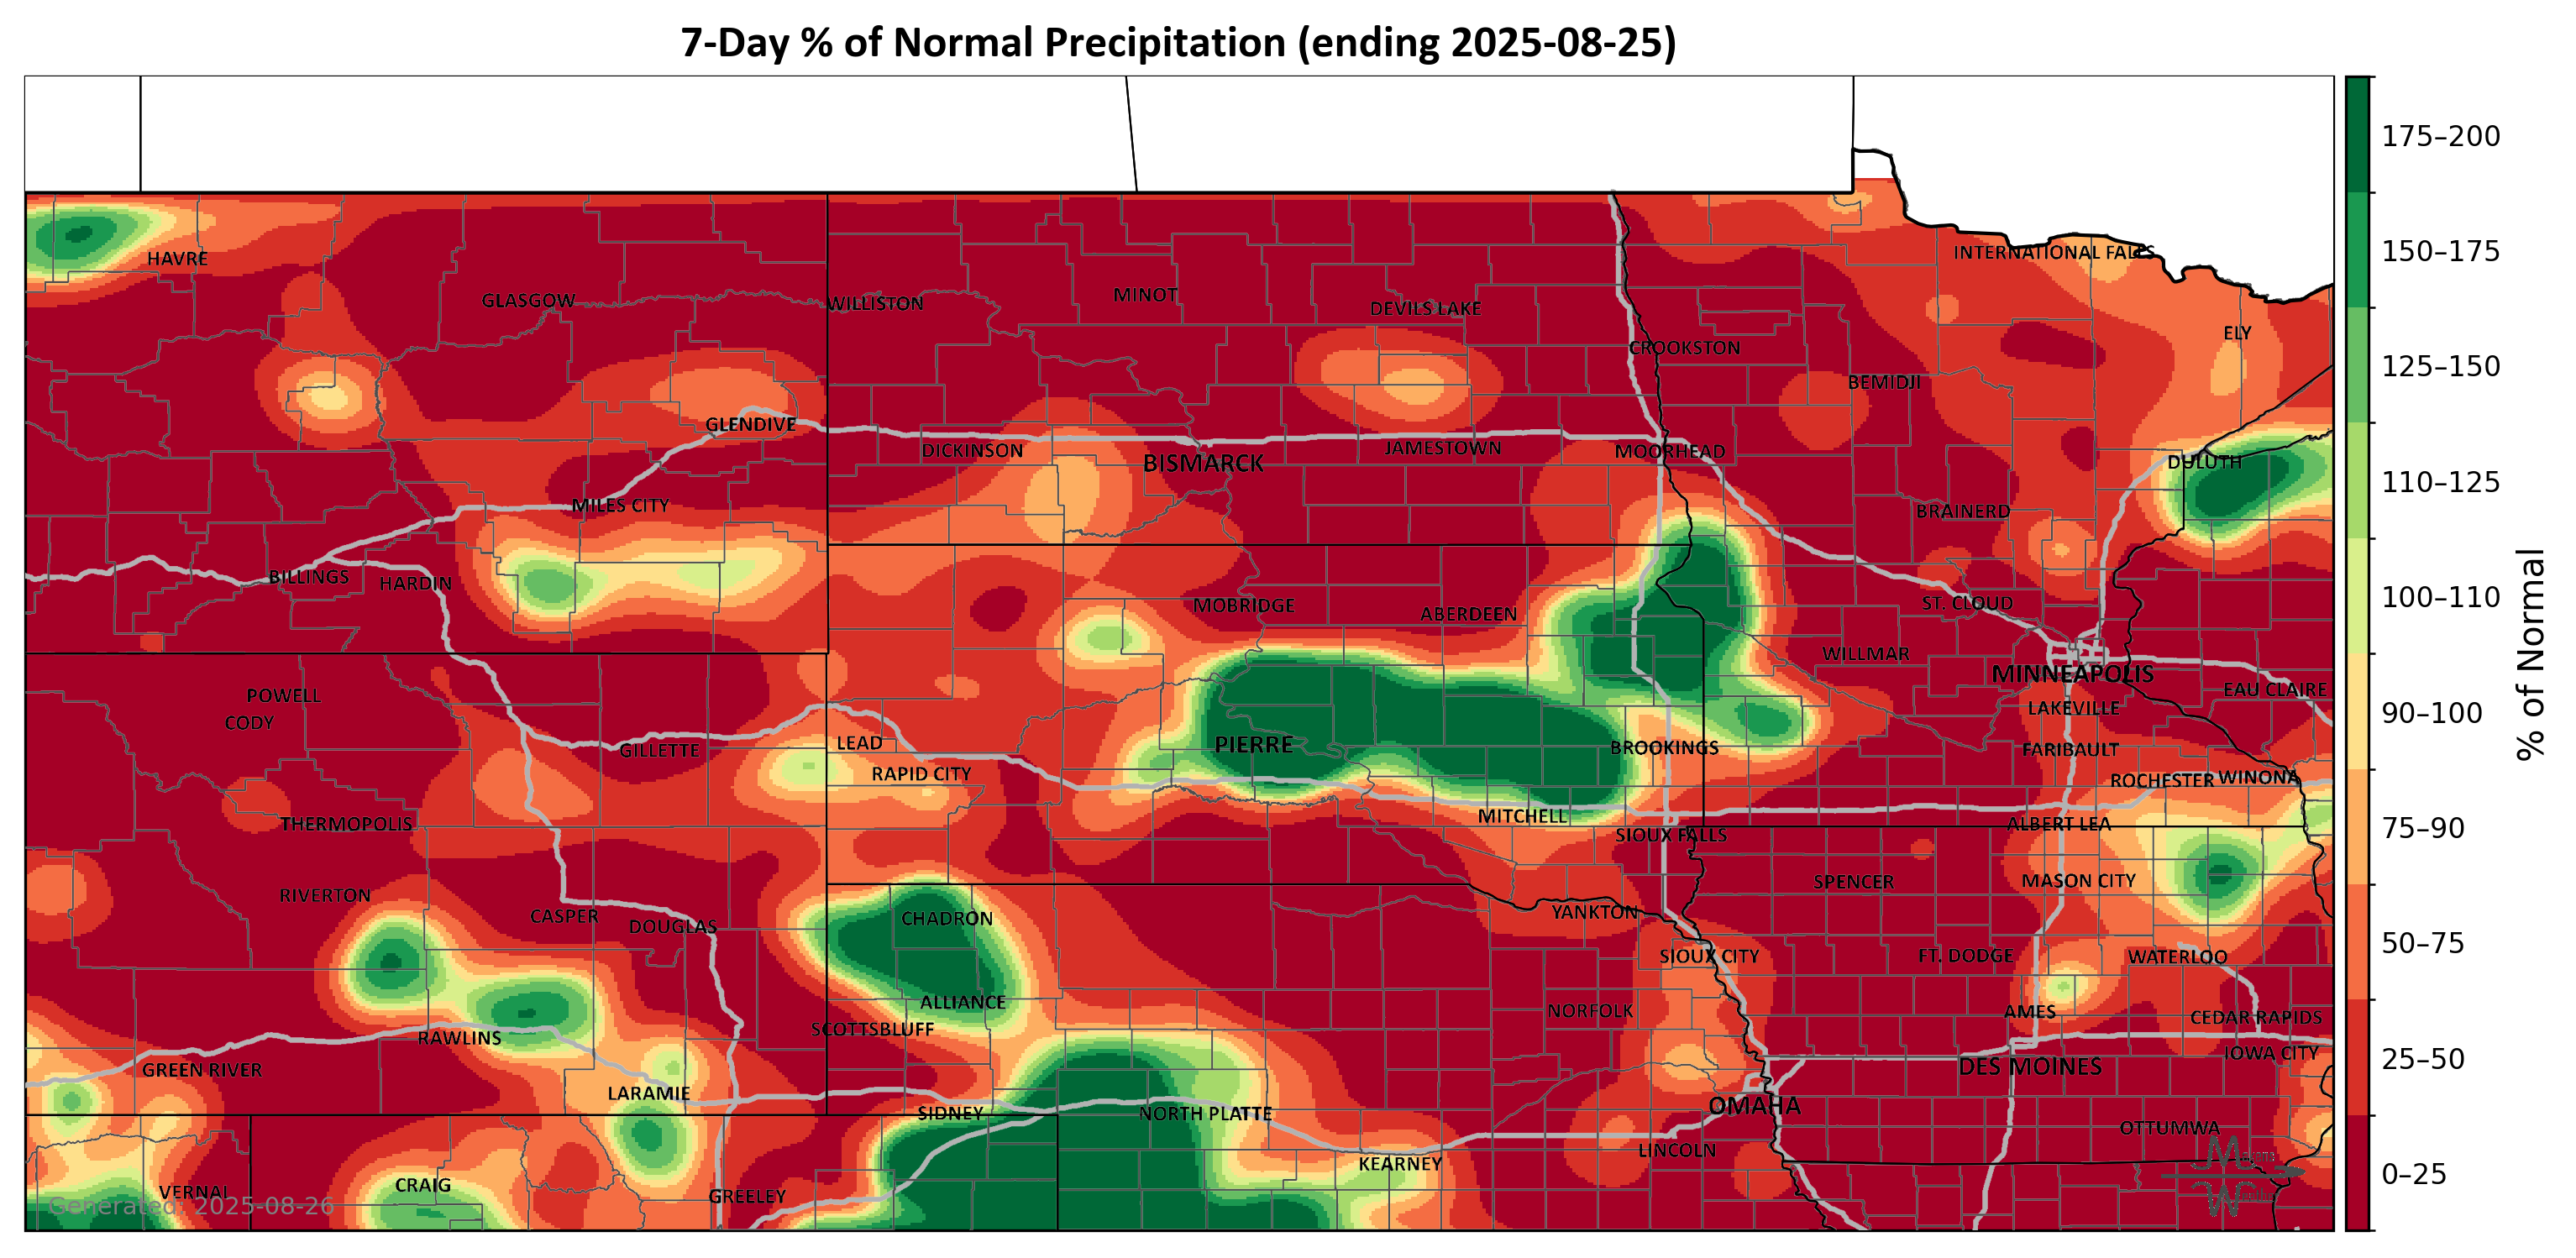 7-Day % of Normal Precipitation (ending 2025-08-25)
175–200
150–175
125–150
110–125
100–110
90–100
75–90
50–75
25–50
0–25
% of Normal
HAVRE
INTERNATIONAL FALLS
GLASGOW
WILLISTON
MINOT
DEVILS LAKE
ELY
CROOKSTON
BEMIDJI
GLENDIVE
DICKINSON
BISMARCK
JAMESTOWN
MOORHEAD
DULUTH
MILES CITY
BRAINERD
BILLINGS
HARDIN
MOBRIDGE
ABERDEEN
ST. CLOUD
WILLMAR
MINNEAPOLIS
EAU CLAIRE
POWELL
CODY
LAKEVILLE
GILLETTE
LEAD
PIERRE
BROOKINGS
FARIBAULT
RAPID CITY
ROCHESTER
WINONA
THERMOPOLIS
MITCHELL
SIOUX FALLS
ALBERT LEA
RIVERTON
SPENCER
MASON CITY
CASPER
DOUGLAS
CHADRON
YANKTON
SIOUX CITY
FT. DODGE
WATERLOO
ALLIANCE
NORFOLK
AMES
SCOTTSBLUFF
CEDAR RAPIDS
RAWLINS
IOWA CITY
GREEN RIVER
DES MOINES
LARAMIE
SIDNEY
NORTH PLATTE
OMAHA
OTTUMWA
LINCOLN
KEARNEY
VERNAL
CRAIG
GREELEY
Generated: 2025-08-26